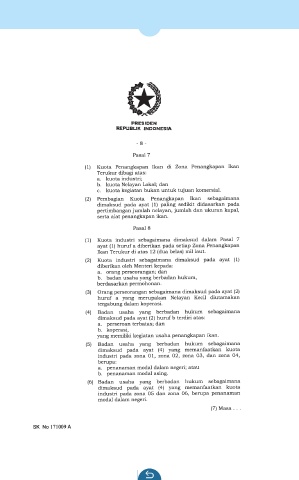 PRESIDEN
REPUBLIK INDONESIA
- 8 -
Pasal 7
(1) Kuota Penangkapan Ikan di Zona Penangkapan Ikan
Terukur dibagi atas:
a. kuota industri;
b. kuota Nelayan Lokal; dan
c. kuota kegiatan bukan untuk tujuan komersial.
(2) Pembagian Kuota Penangkapan Ikan sebagaimana
dimaksud pada ayat (1) paling sedikit didasarkan pada
pertimbangan jumlah nelayan, jumlah dan ukuran kapal,
serta alat penangkapan ikan.
Pasal 8
(1) Kuota industri sebagaimana dimaksud dalam Pasal 7
ayat (1) huruf a diberikan pada setiap Zona Penangkapan
Ikan Terukur di atas 12 (dua belas) mil laut.
(2) Kuota industri sebagaimana dimaksud pada ayat (1)
diberikan oleh Menteri kepada:
a. orang perseorangan; dan
b. badan usaha yang berbadan hukum,
berdasarkan permohonan.
(3) Orang perseorangan sebagaimana dimaksud pada ayat (2)
huruf a yang merupakan Nelayan Kecil diutamakan
tergabung dalam koperasi.
(4) Badan usaha yang berbadan hukum sebagaimana
dimaksud pada ayat (2) huruf b terdiri atas:
a. perseroan terbatas; dan
b. koperasi,
yang memiliki kegiatan usaha penangkapan ikan.
(5) Badan usaha yang berbadan hukum sebagaimana
dimaksud pada ayat (4) yang memanfaatkan kuota
industri pada zona 01, zona 02, zona 03, dan zona 04,
berupa:
a. penanaman modal dalam negeri; atau
b. penanaman modal asing.
(6) Badan usaha yang berbadan hukum sebagaimana
dimaksud pada ayat (4) yang memanfaatkan kuota
industri pada zona 05 dan zona 06, berupa penanaman
modal dalam negeri.
(7) Masa . . .
SK No 171009 A